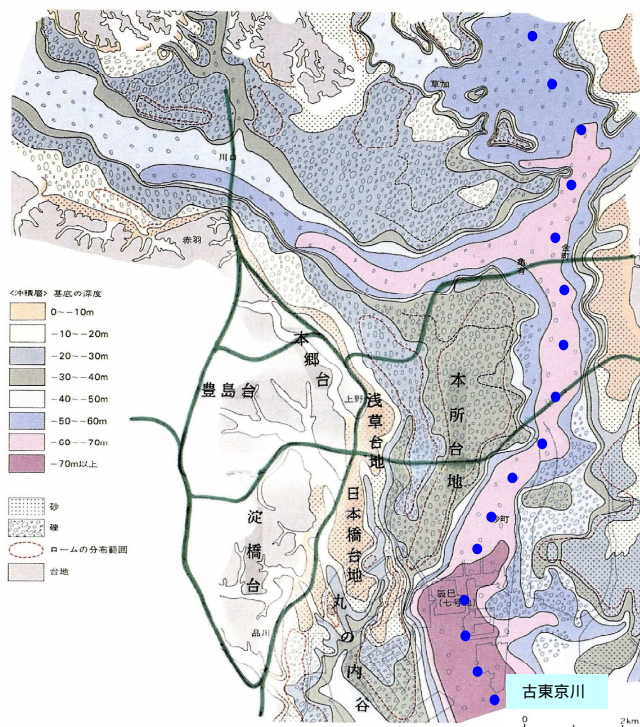 草加
川口
赤羽
金町
亀有
<沖積層> 基底の深度
0~-10m
-10~-20m
-20~-30m
-30~-40m
-40~-50m
-50~-60m
-60~-70m
-70m以上
砂
礫
ロームの分布範囲
台地
本郷台
豊島台
上野
浅草台地
本所台地
日本橋台地
淀橋台
丸の内谷
品川
砂町
辰巳
(七号地)
古東京川
0 2km